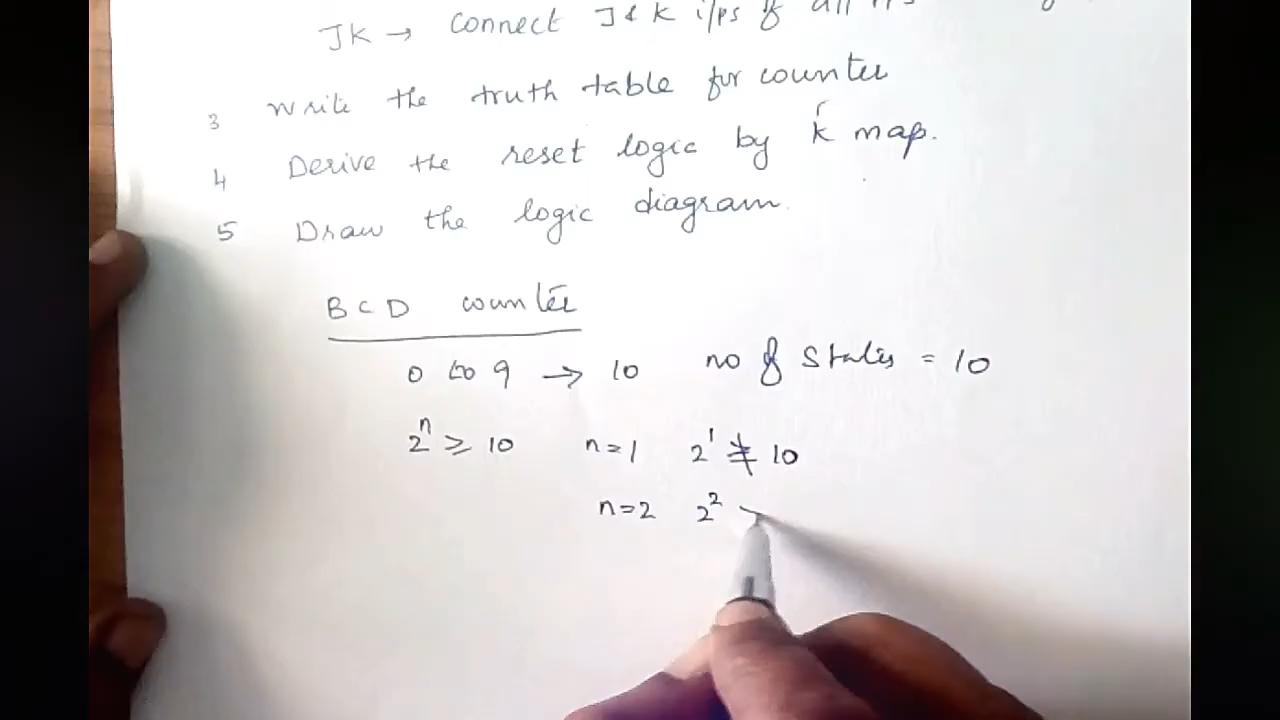 JK → Connect J & K i/ps of all
3 Write the truth table for counter
4 Derive the reset logic by k map.
5 Draw the logic diagram.
BCD counter
0 to 9 → 10 no of states = 10
2ⁿ ≥ 10 n=1 2¹ ≱ 10
n=2 2²